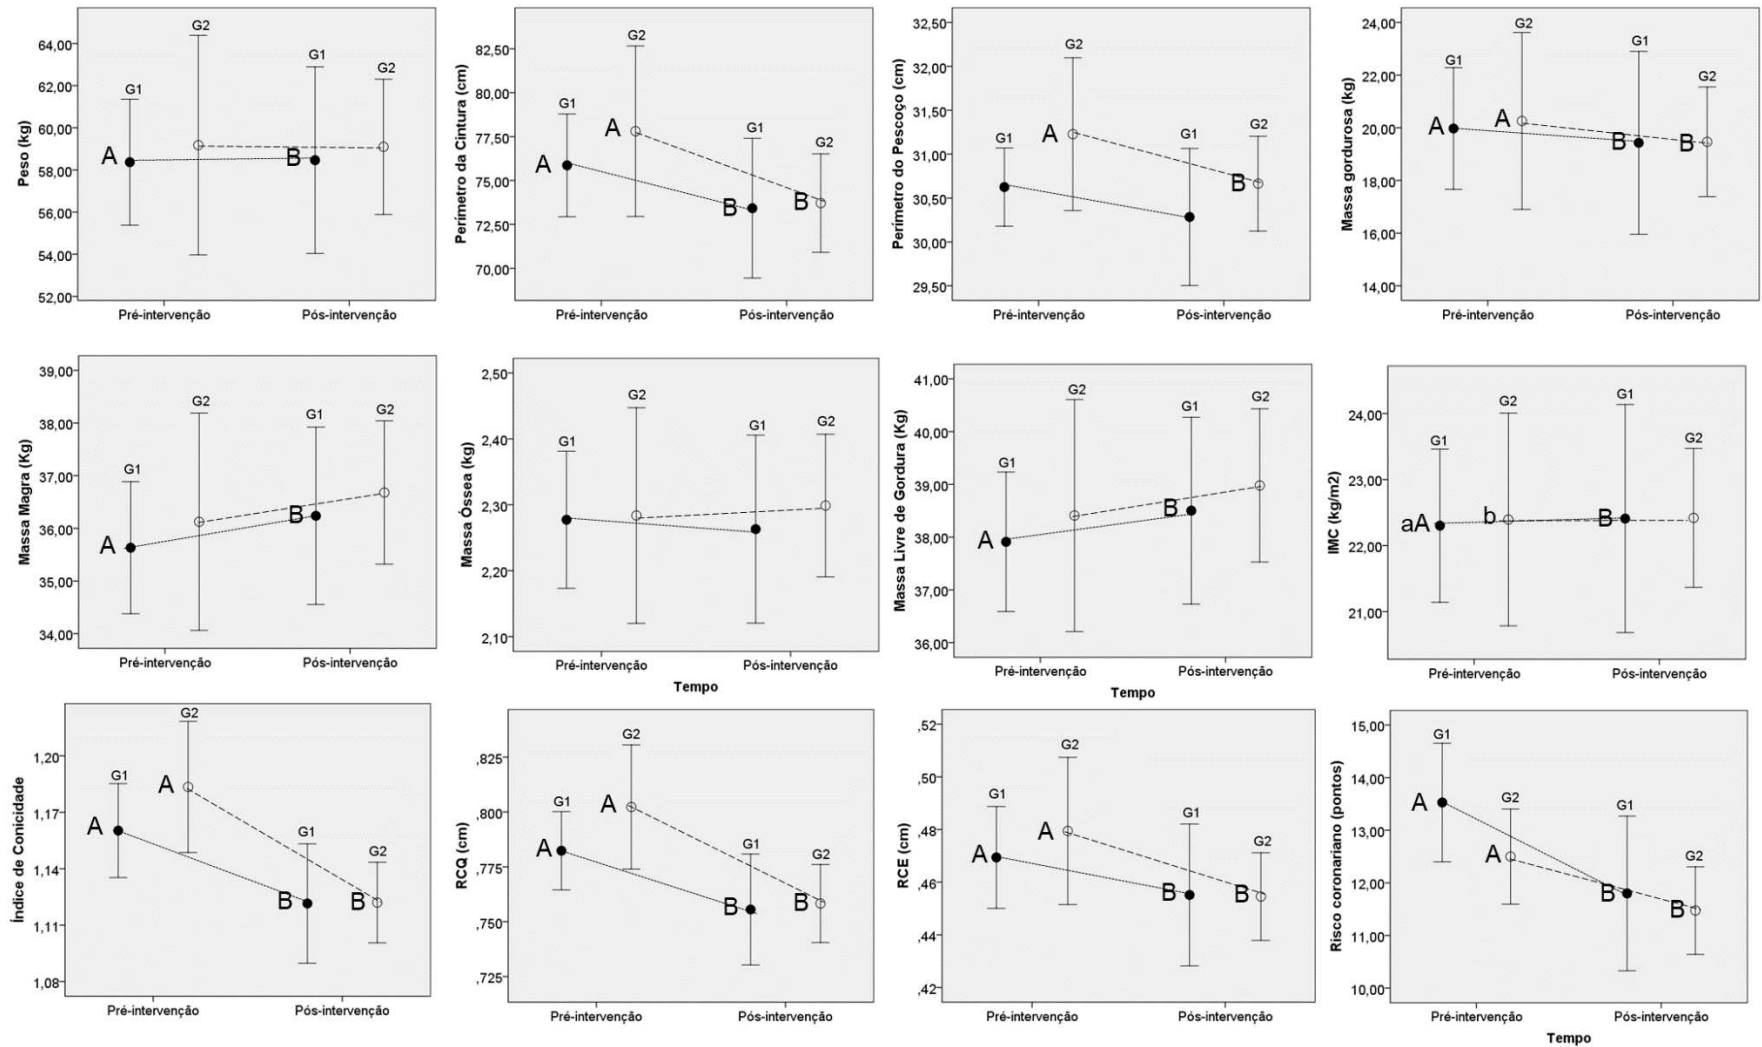 Peso (kg)
64,00
62,00
60,00
58,00
56,00
54,00
52,00
G1
G2
G1
G2
A
B
Pré-intervenção
Pós-intervenção
Perímetro da Cintura (cm)
82,50
80,00
77,50
75,00
72,50
70,00
G1
G2
G1
G2
A
A
B
B
Pré-intervenção
Pós-intervenção
Perímetro do Pescoço (cm)
32,50
32,00
31,50
31,00
30,50
30,00
29,50
G1
G2
G1
G2
A
B
Pré-intervenção
Pós-intervenção
Massa gordurosa (kg)
24,00
22,00
20,00
18,00
16,00
14,00
G1
G2
G1
G2
A
A
B
B
Pré-intervenção
Pós-intervenção
Massa Magra (Kg)
39,00
38,00
37,00
36,00
35,00
34,00
G1
G2
G1
G2
A
B
Pré-intervenção
Pós-intervenção
Massa Óssea (kg)
2,50
2,40
2,30
2,20
2,10
G1
G2
G1
G2
Pré-intervenção
Pós-intervenção
Tempo
Massa Livre de Gordura (Kg)
41,00
40,00
39,00
38,00
37,00
36,00
G1
G2
G1
G2
A
B
Pré-intervenção
Pós-intervenção
Tempo
IMC (kg/m2)
24,00
23,00
22,00
21,00
G1
G2
G1
G2
aA
b
B
Pré-intervenção
Pós-intervenção
Índice de Conicidade
1,20
1,17
1,14
1,11
1,08
G1
G2
G1
G2
A
A
B
B
Pré-intervenção
Pós-intervenção
RCQ (cm)
,825
,800
,775
,750
,725
G1
G2
G1
G2
A
A
B
B
Pré-intervenção
Pós-intervenção
RCE (cm)
,52
,50
,48
,46
,44
,42
G1
G2
G1
G2
A
A
B
B
Pré-intervenção
Pós-intervenção
Risco coronariano (pontos)
15,00
14,00
13,00
12,00
11,00
10,00
G1
G2
G1
G2
A
A
B
B
Pré-intervenção
Pós-intervenção
Tempo